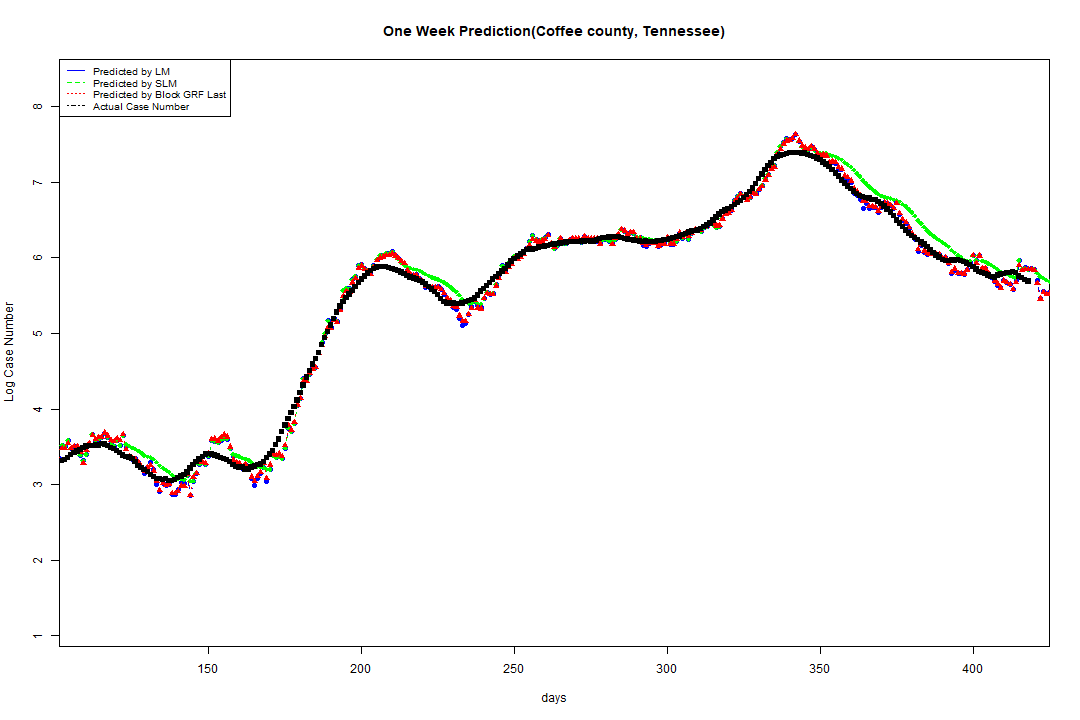 One Week Prediction(Coffee county, Tennessee)
Predicted by LM
Predicted by SLM
Predicted by Block GRF Last
Actual Case Number
8
7
6
5
4
3
2
1
Log Case Number
150 200 250 300 350 400
days